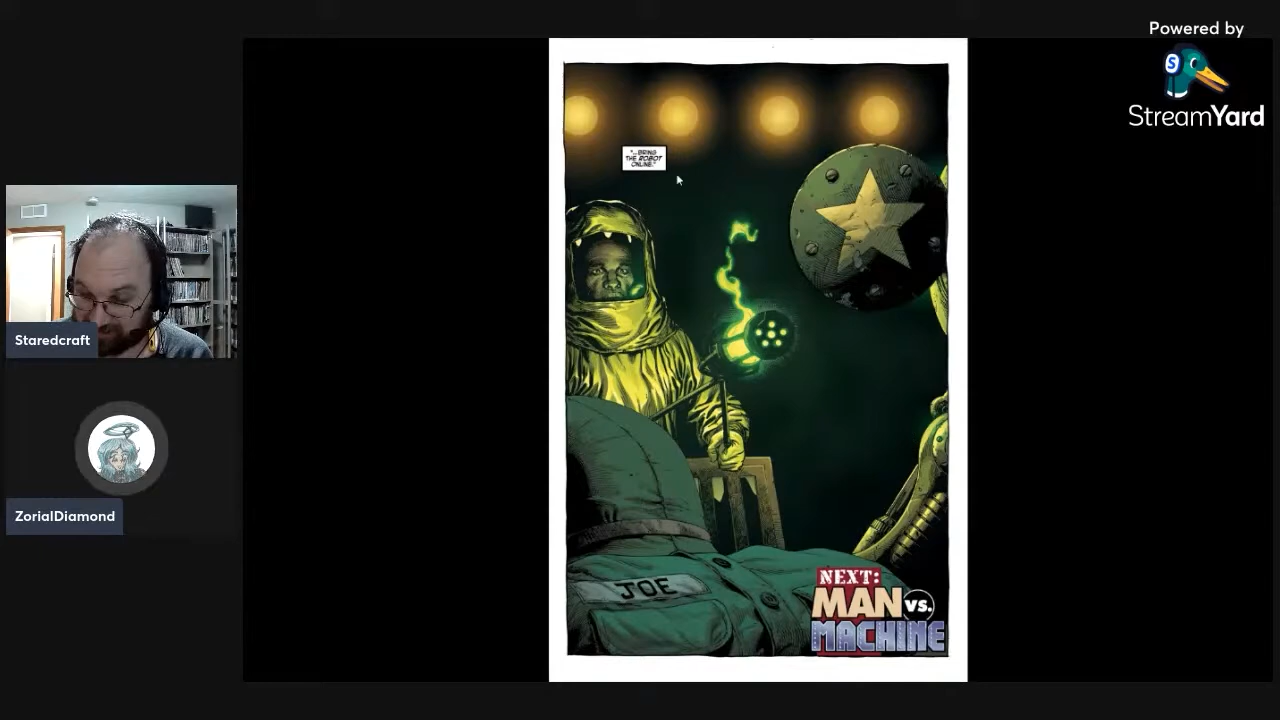 Powered by
S
StreamYard
"...BRING
THE ROBOT
ONLINE."
Staredcraft
ZorialDiamond
JOE
NEXT:
MAN VS.
MACHINE